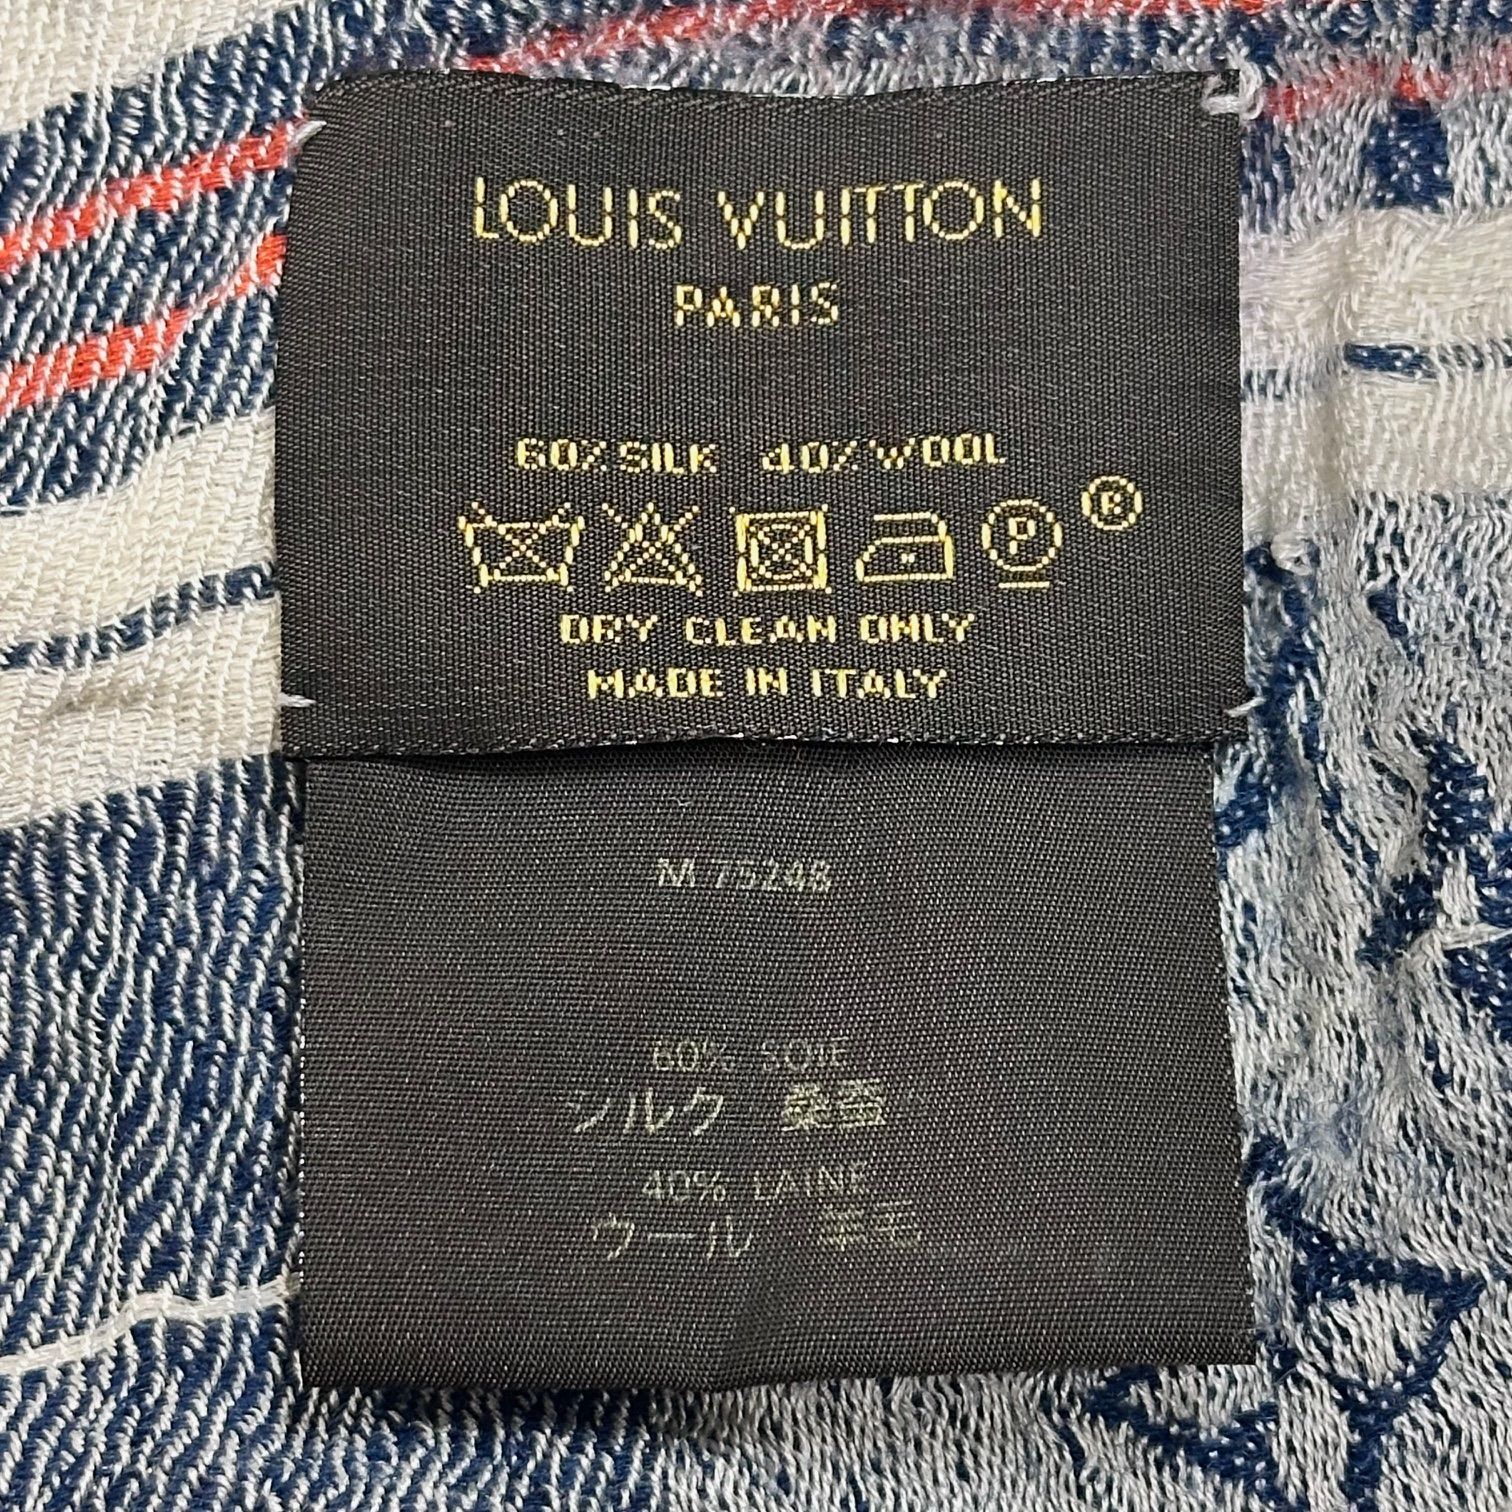 LOUIS VUITTON
PARIS
60% SILK 40% WOOL
P ®
DRY CLEAN ONLY
MADE IN ITALY
M 75248
60% SOIE
シルク 桑蚕
40% LAINE
ウール 羊毛